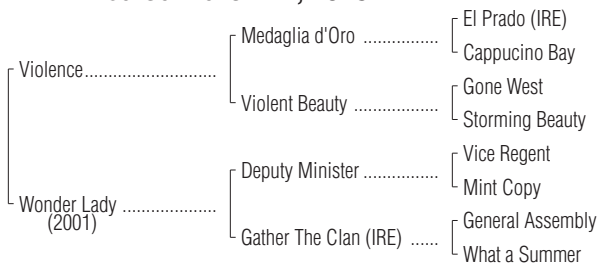 El Prado (IRE)
Medaglia d'Oro ................
Cappucino Bay
Violence............................
Gone West
Violent Beauty ..................
Storming Beauty
Vice Regent
Deputy Minister ................
Mint Copy
Wonder Lady ....................
(2001)
General Assembly
Gather The Clan (IRE) ......
What a Summer